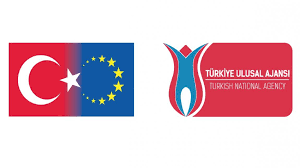 TÜRKİYE ULUSAL AJANSI
TURKISH NATIONAL AGENCY